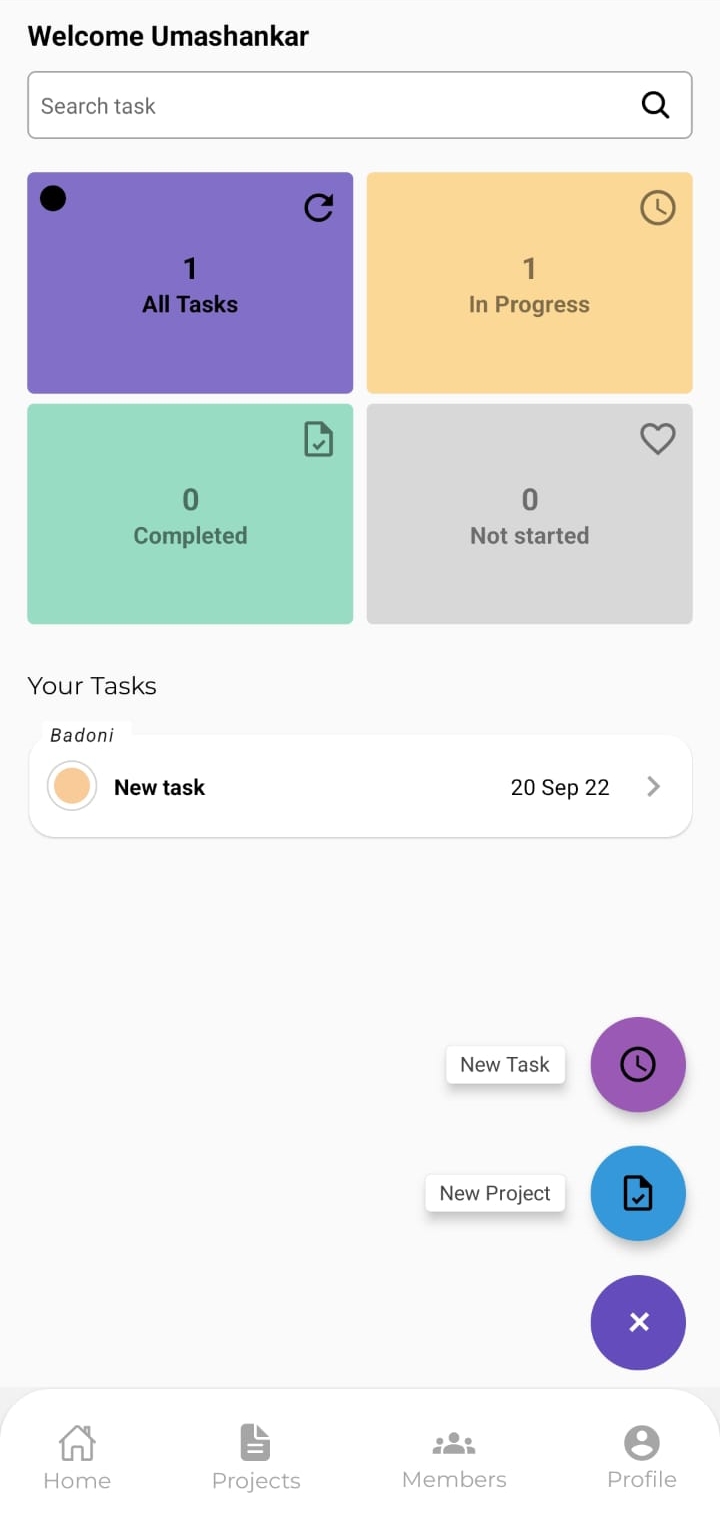 Welcome Umashankar
Search task
1
All Tasks
1
In Progress
0
Completed
0
Not started
Your Tasks
Badoni
New task 20 Sep 22
New Task
New Project
Home Projects Members Profile